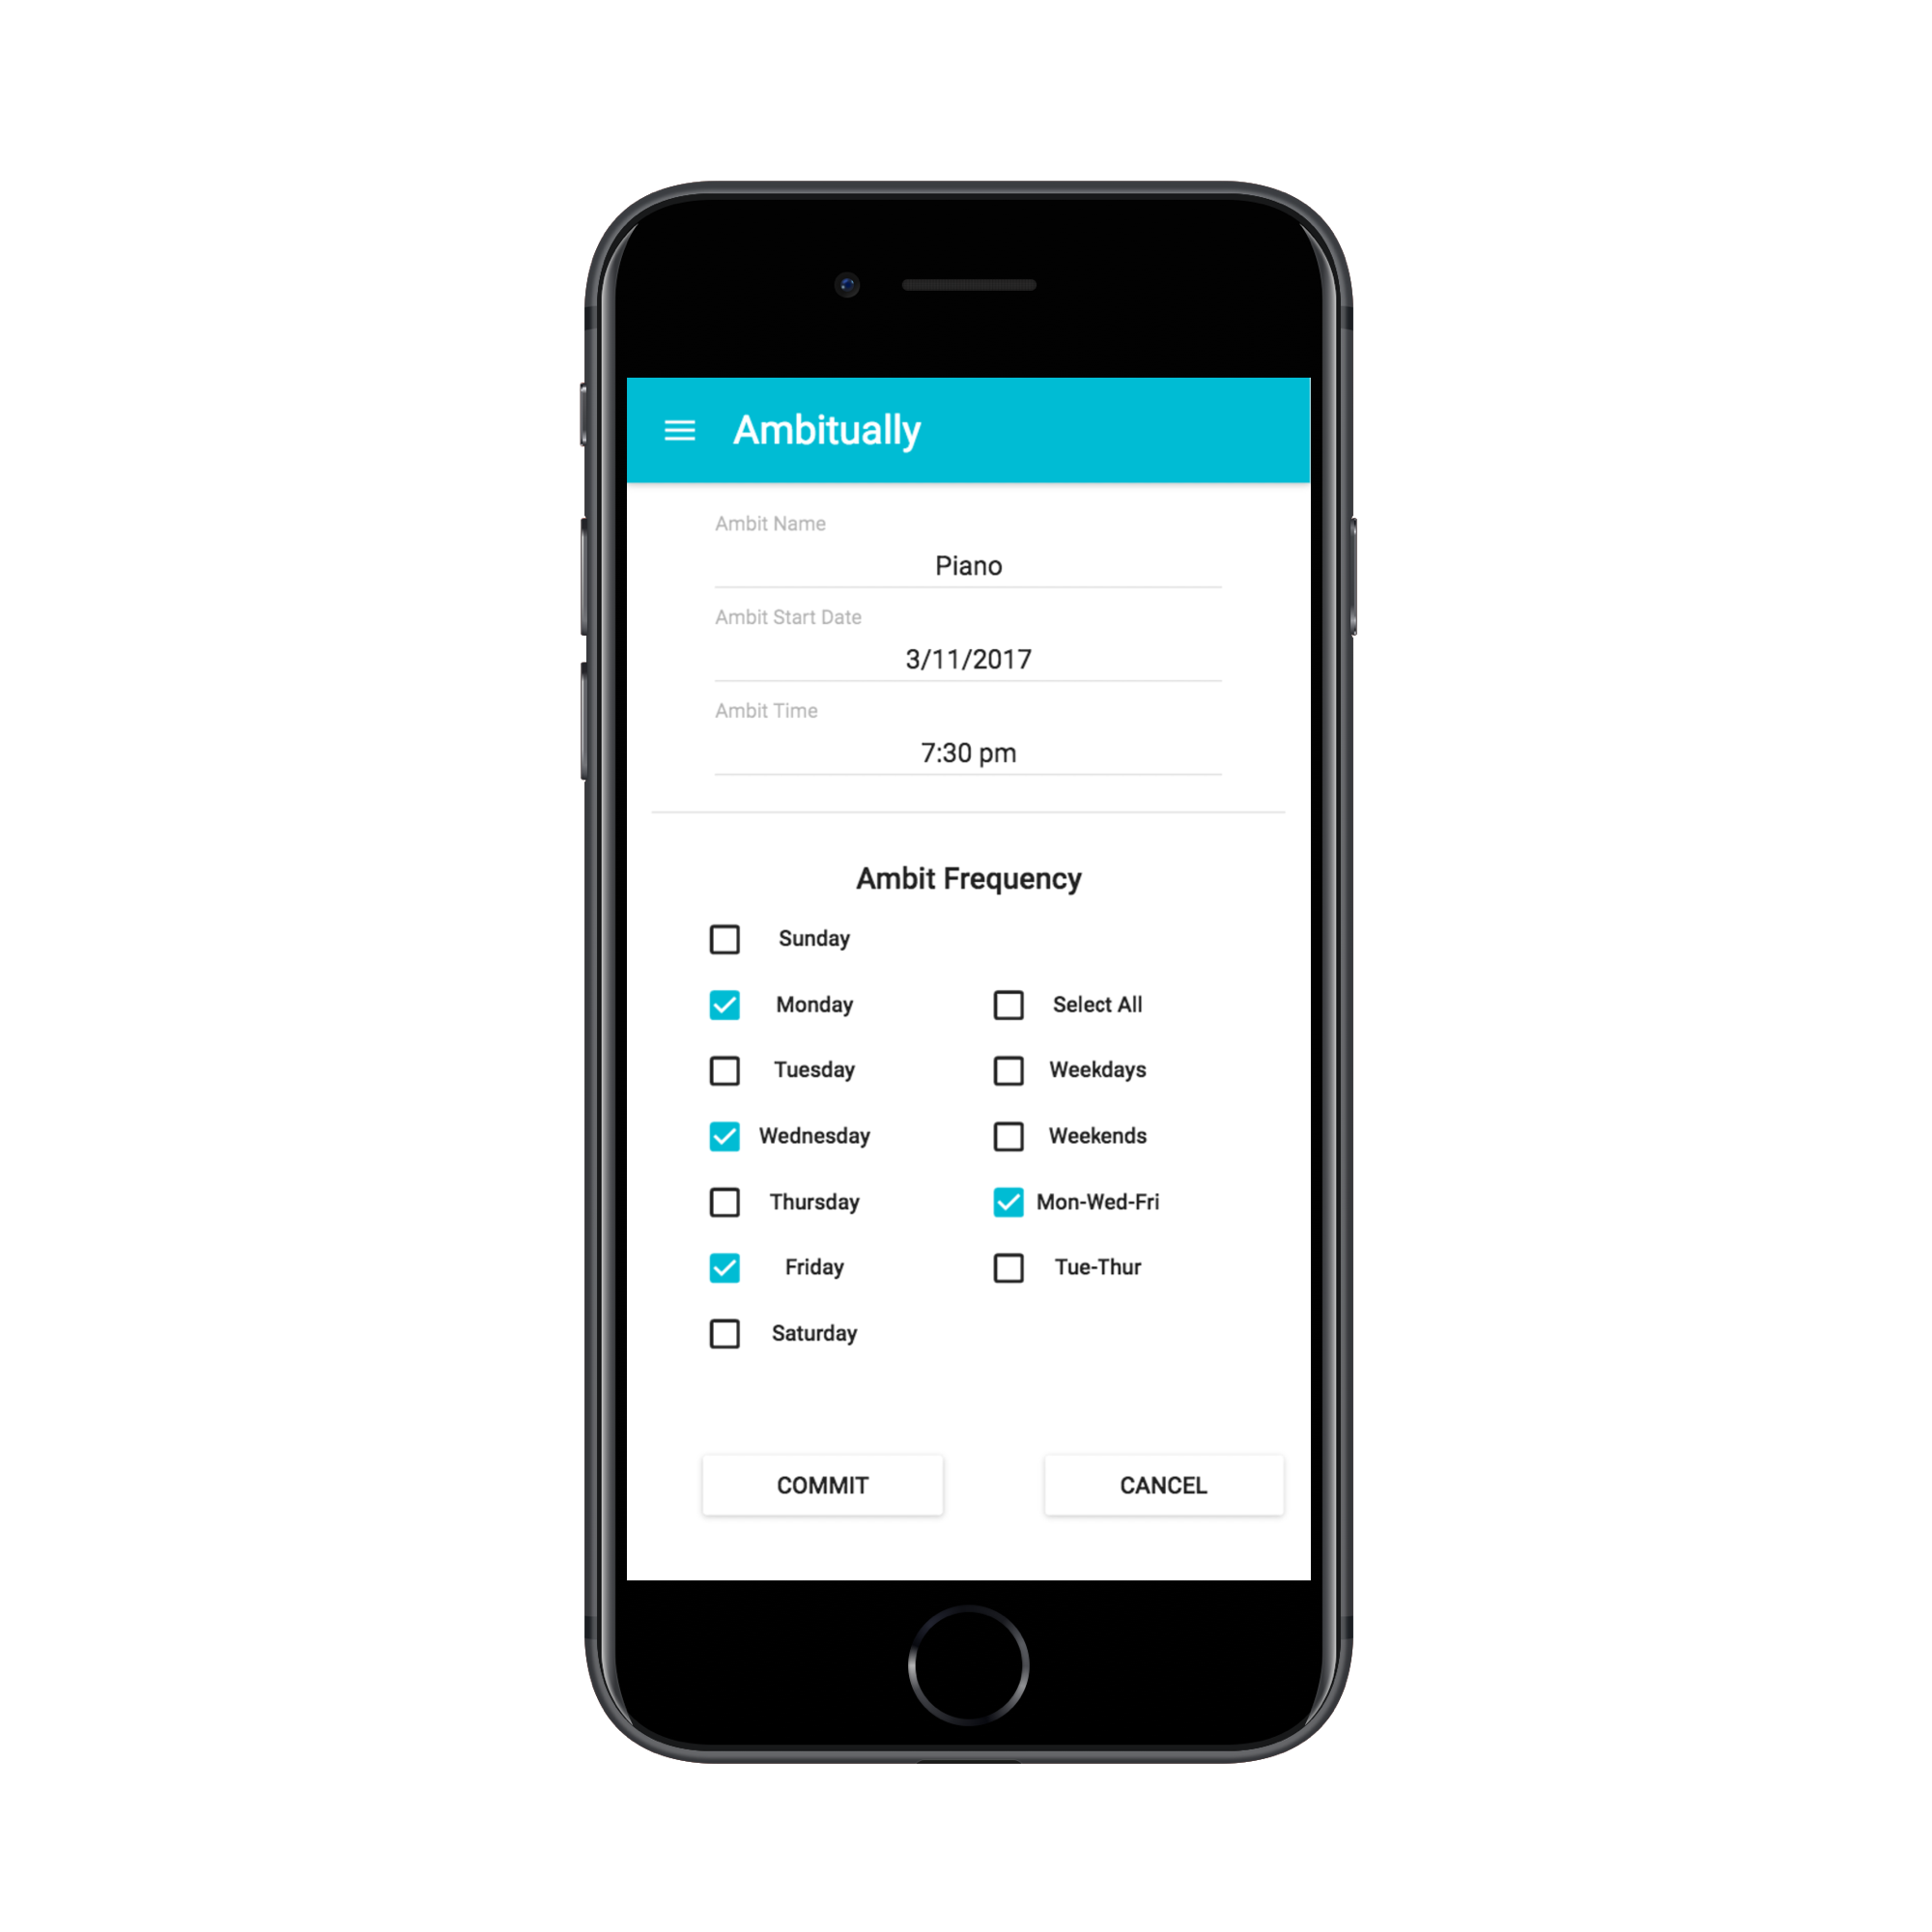 Ambitually
Ambit Name
Piano
Ambit Start Date
3/11/2017
Ambit Time
7:30 pm
Ambit Frequency
Sunday
Monday
Select All
Tuesday
Weekdays
Wednesday
Weekends
Thursday
Mon-Wed-Fri
Friday
Tue-Thur
Saturday
COMMIT
CANCEL